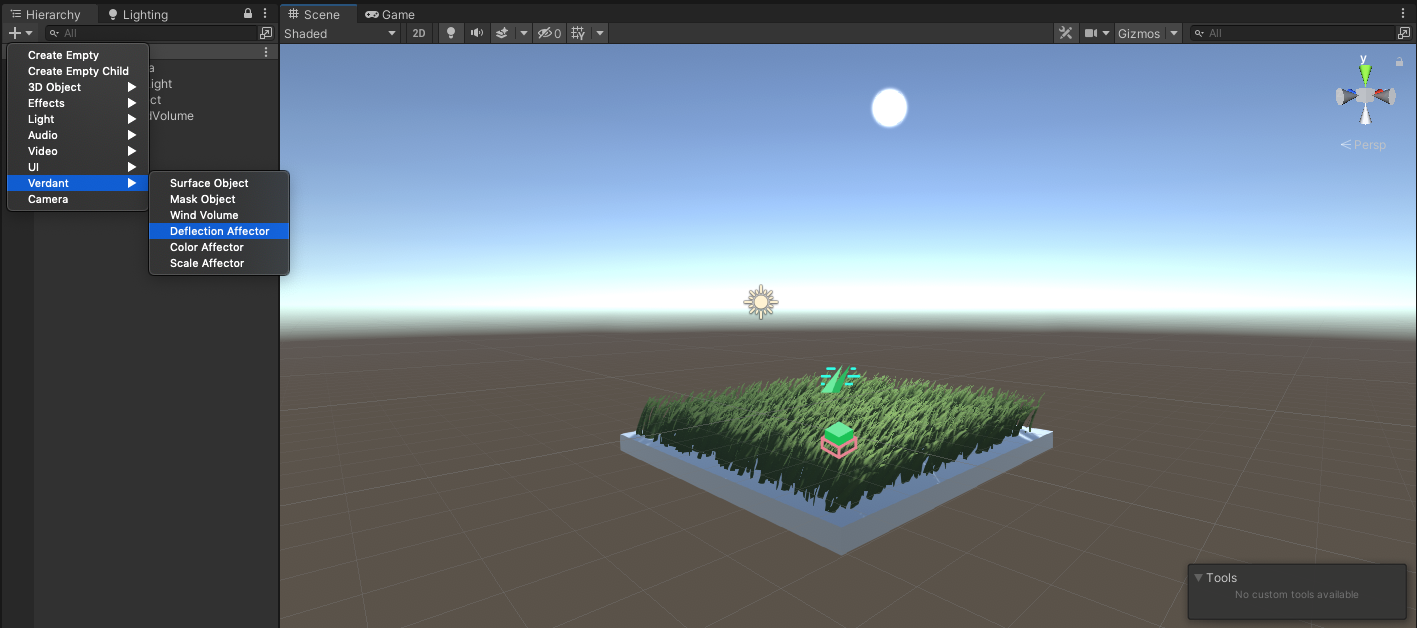 Hierarchy
Lighting
Scene
Game
All
Shaded
2D
0
Gizmos
All
Create Empty
Create Empty Child
3D Object
Effects
Light
Audio
Video
UI
Verdant
Camera
Surface Object
Mask Object
Wind Volume
Deflection Affector
Color Affector
Scale Affector
a
ight
ct
dVolume
y
Persp
Tools
No custom tools available